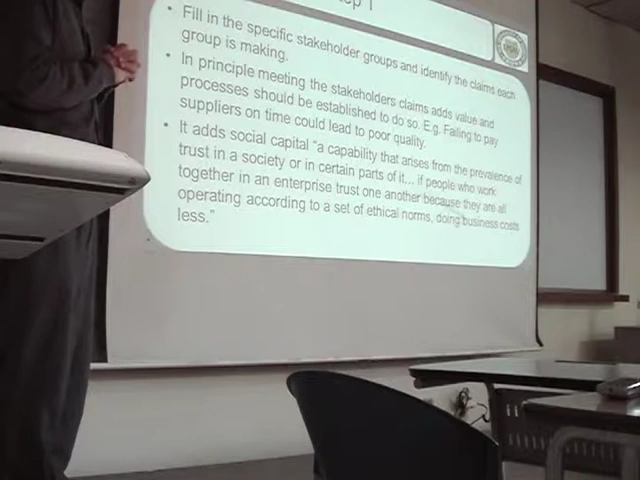 Step 1
• Fill in the specific stakeholder groups and identify the claims each
group is making.
• In principle meeting the stakeholders claims adds value and
processes should be established to do so. E.g. Failing to pay
suppliers on time could lead to poor quality.
• It adds social capital “a capability that arises from the prevalence of
trust in a society or in certain parts of it... if people who work
together in an enterprise trust one another because they are all
operating according to a set of ethical norms, doing business costs
less.”